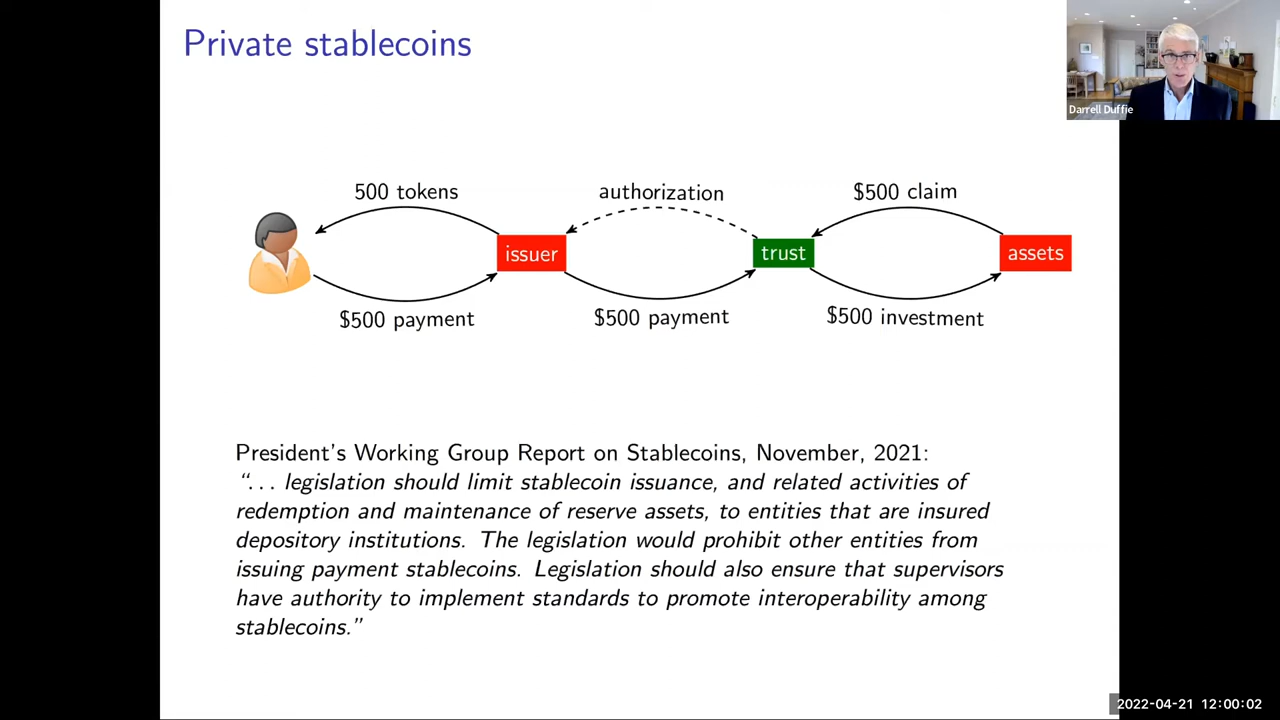 Private stablecoins
Darrell Duffie
500 tokens
authorization
$500 claim
issuer
trust
assets
$500 payment
$500 payment
$500 investment
President's Working Group Report on Stablecoins, November, 2021:
“... legislation should limit stablecoin issuance, and related activities of
redemption and maintenance of reserve assets, to entities that are insured
depository institutions. The legislation would prohibit other entities from
issuing payment stablecoins. Legislation should also ensure that supervisors
have authority to implement standards to promote interoperability among
stablecoins.”
2022-04-21 12:00:02